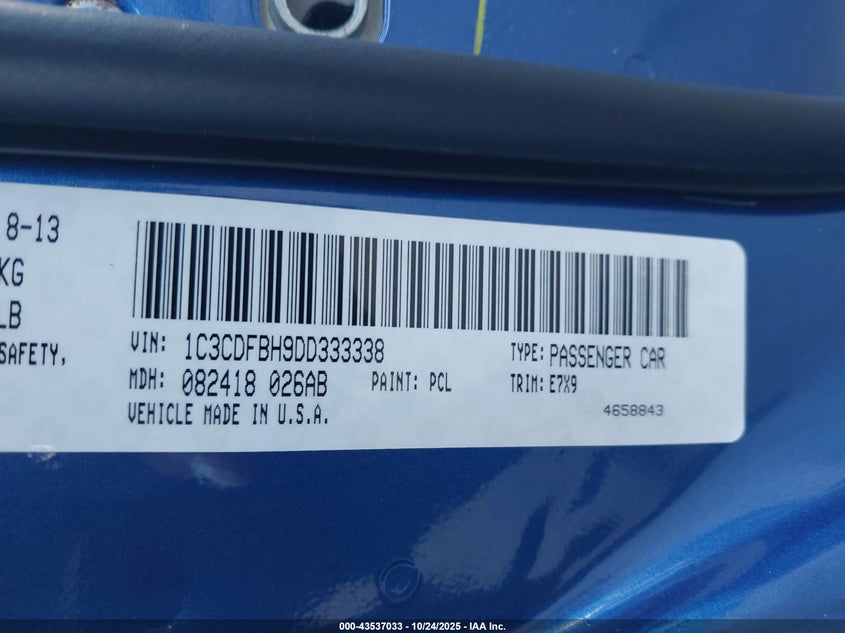 8-13
KG
LB
SAFETY,
VIN: 1C3CDFBH9DD333338 TYPE: PASSENGER CAR
MDH: 082418 026AB PAINT: PCL TRIM: E7X9
VEHICLE MADE IN U.S.A. 4658843
000-43537033 - 10/24/2025 - IAA Inc.